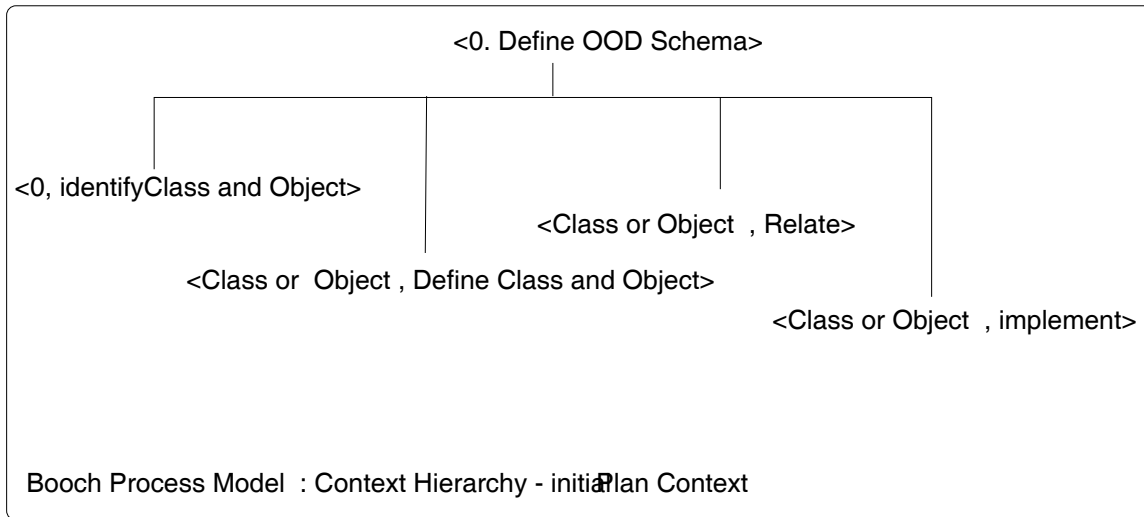 <0. Define OOD Schema>
<0, identifyClass and Object>
<Class or Object , Relate>
<Class or Object , Define Class and Object>
<Class or Object , implement>
Booch Process Model : Context Hierarchy - initialPlan Context